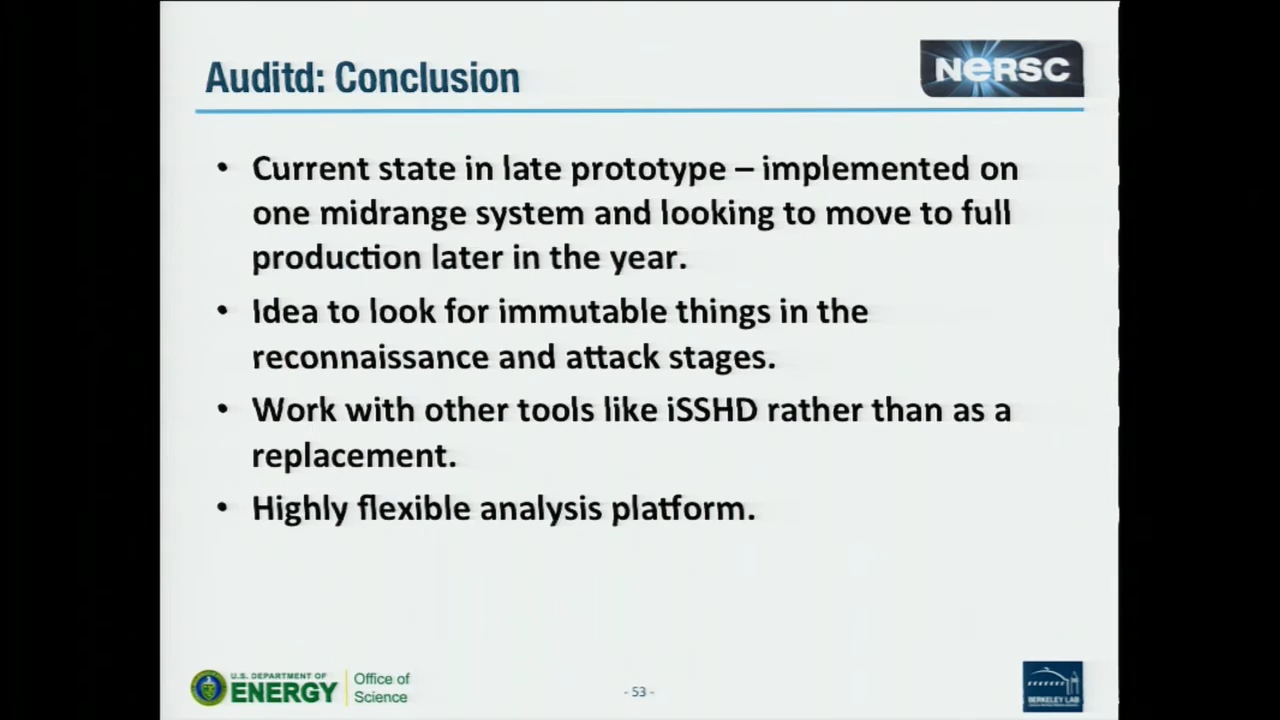 Auditd: Conclusion
NERSC
• Current state in late prototype – implemented on
one midrange system and looking to move to full
production later in the year.
• Idea to look for immutable things in the
reconnaissance and attack stages.
• Work with other tools like iSSHD rather than as a
replacement.
• Highly flexible analysis platform.
U.S. DEPARTMENT OF
ENERGY
Office of
Science
- 53 -
BERKELEY LAB